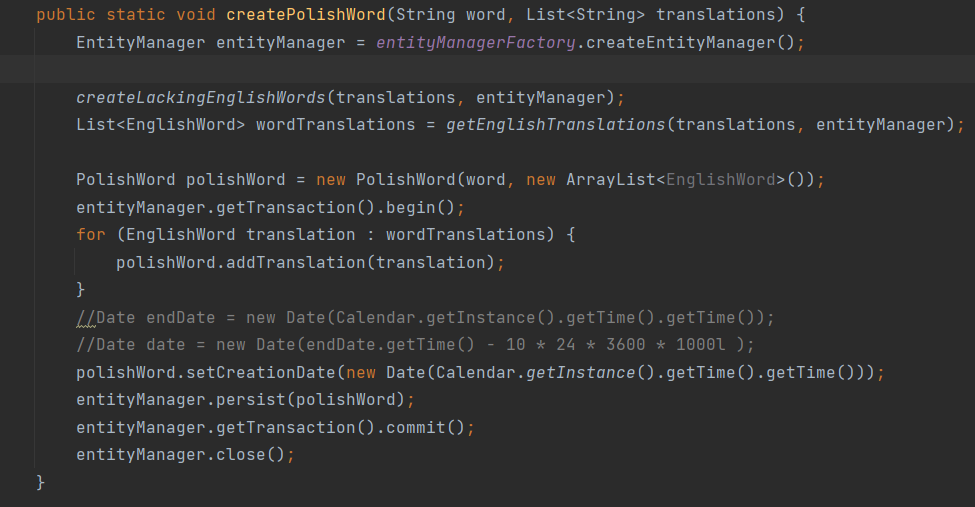 public static void createPolishWord(String word, List<String> translations) {
    EntityManager entityManager = entityManagerFactory.createEntityManager();

    createLackingEnglishWords(translations, entityManager);
    List<EnglishWord> wordTranslations = getEnglishTranslations(translations, entityManager);

    PolishWord polishWord = new PolishWord(word, new ArrayList<EnglishWord>());
    entityManager.getTransaction().begin();
    for (EnglishWord translation : wordTranslations) {
        polishWord.addTranslation(translation);
    }
    //Date endDate = new Date(Calendar.getInstance().getTime().getTime());
    //Date date = new Date(endDate.getTime() - 10 * 24 * 3600 * 1000l );
    polishWord.setCreationDate(new Date(Calendar.getInstance().getTime().getTime()));
    entityManager.persist(polishWord);
    entityManager.getTransaction().commit();
    entityManager.close();
}